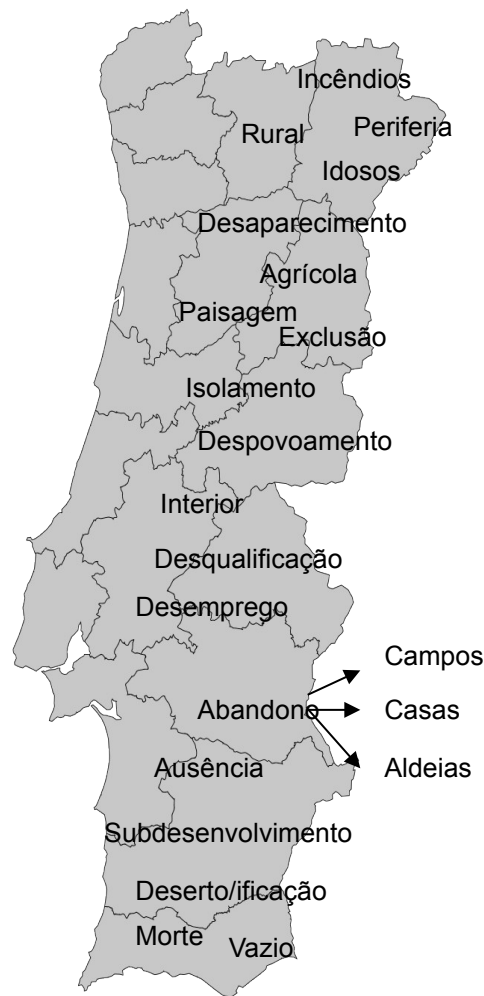 Incêndios
Periferia
Rural
Idosos
Desaparecimento
Agrícola
Paisagem
Exclusão
Isolamento
Despovoamento
Interior
Desqualificação
Desemprego
Campos
Abandono
Casas
Ausência
Aldeias
Subdesenvolvimento
Deserto/ificação
Morte
Vazio